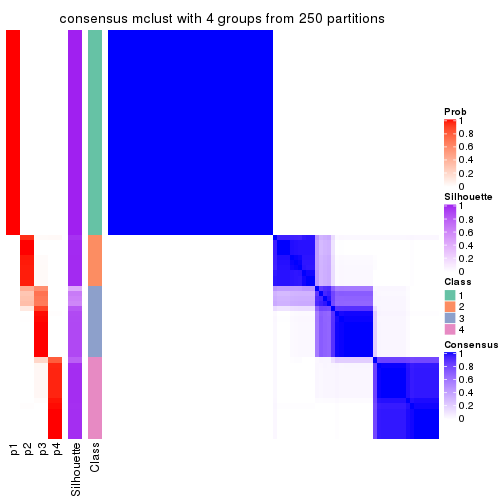 consensus mclust with 4 groups from 250 partitions
Prob
1
0.8
0.6
0.4
0.2
0
Silhouette
1
0.8
0.6
0.4
0.2
0
Class
1
2
3
4
Consensus
1
0.8
0.6
0.4
0.2
0
p1
p2
p3
p4
Silhouette
Class